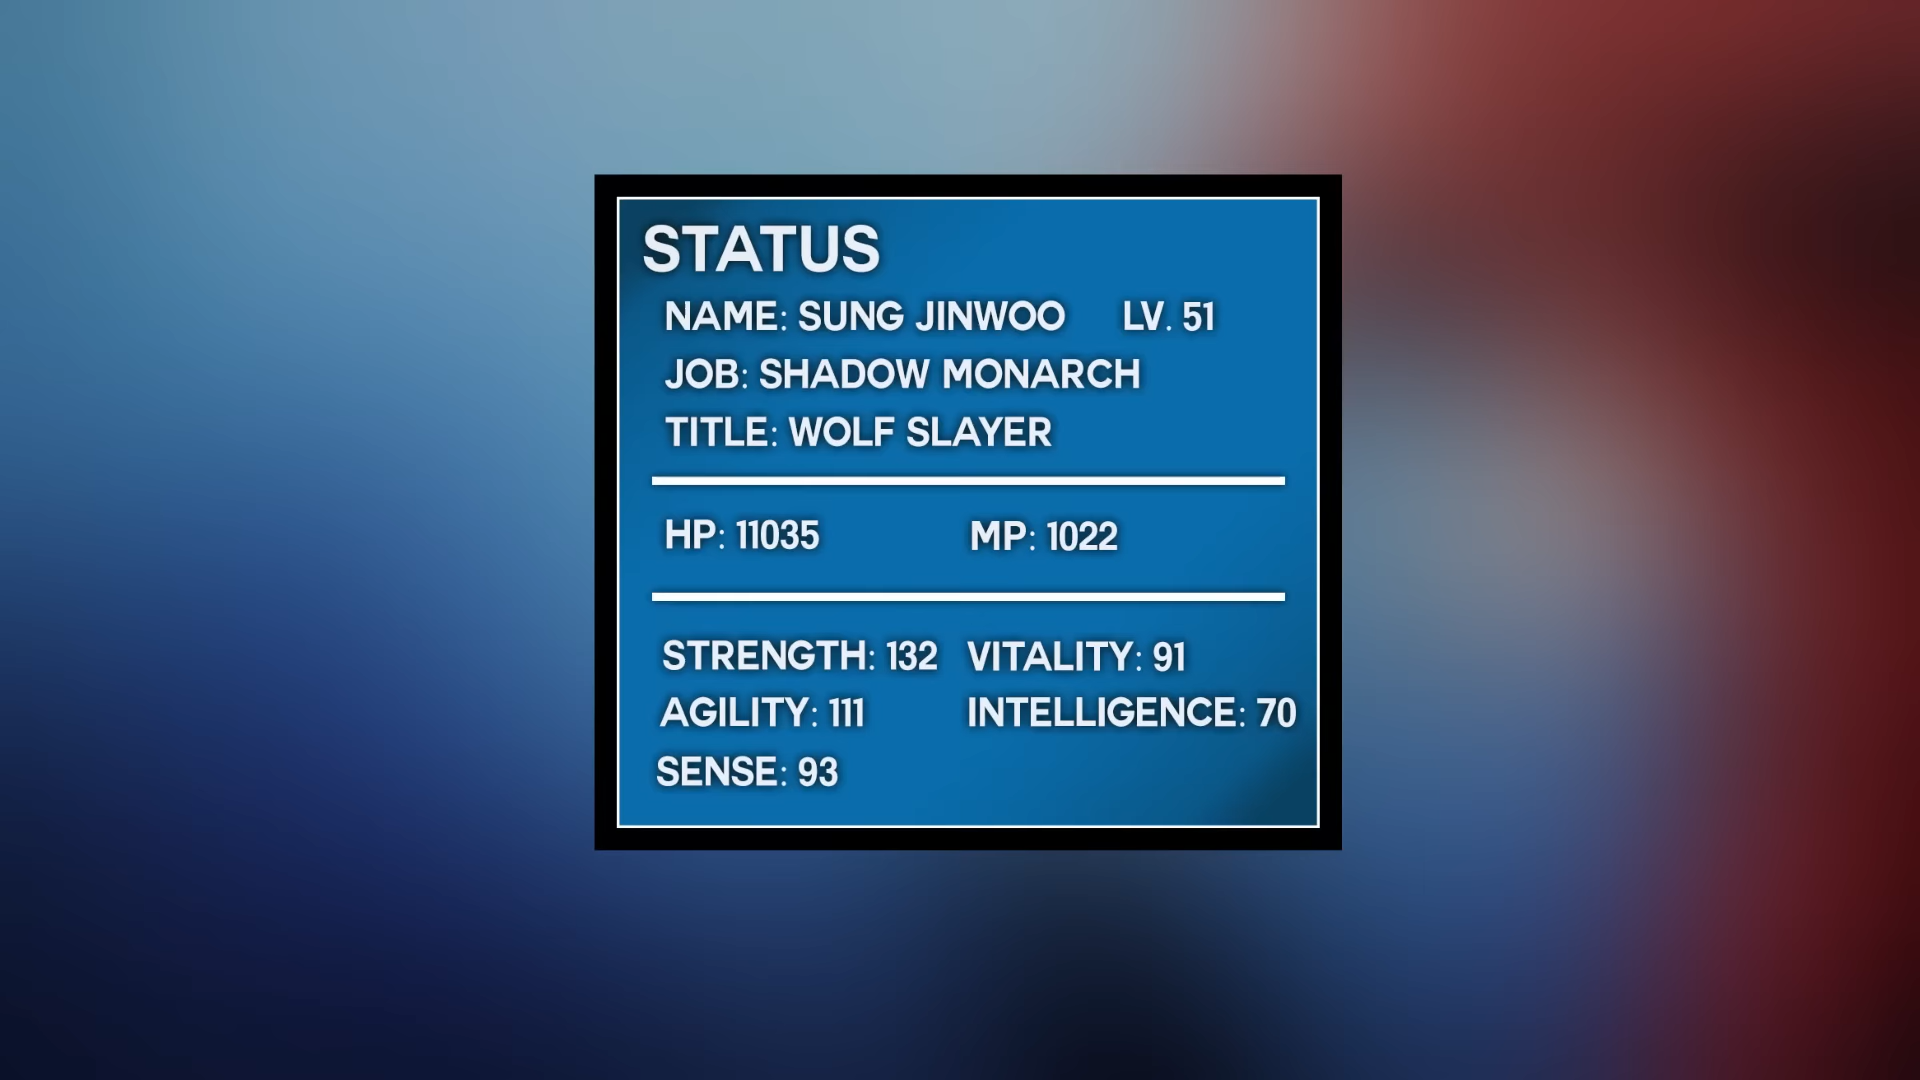 STATUS
NAME: SUNG JINWOO LV. 51
JOB: SHADOW MONARCH
TITLE: WOLF SLAYER
HP: 11035 MP: 1022
STRENGTH: 132 VITALITY: 91
AGILITY: 111 INTELLIGENCE: 70
SENSE: 93